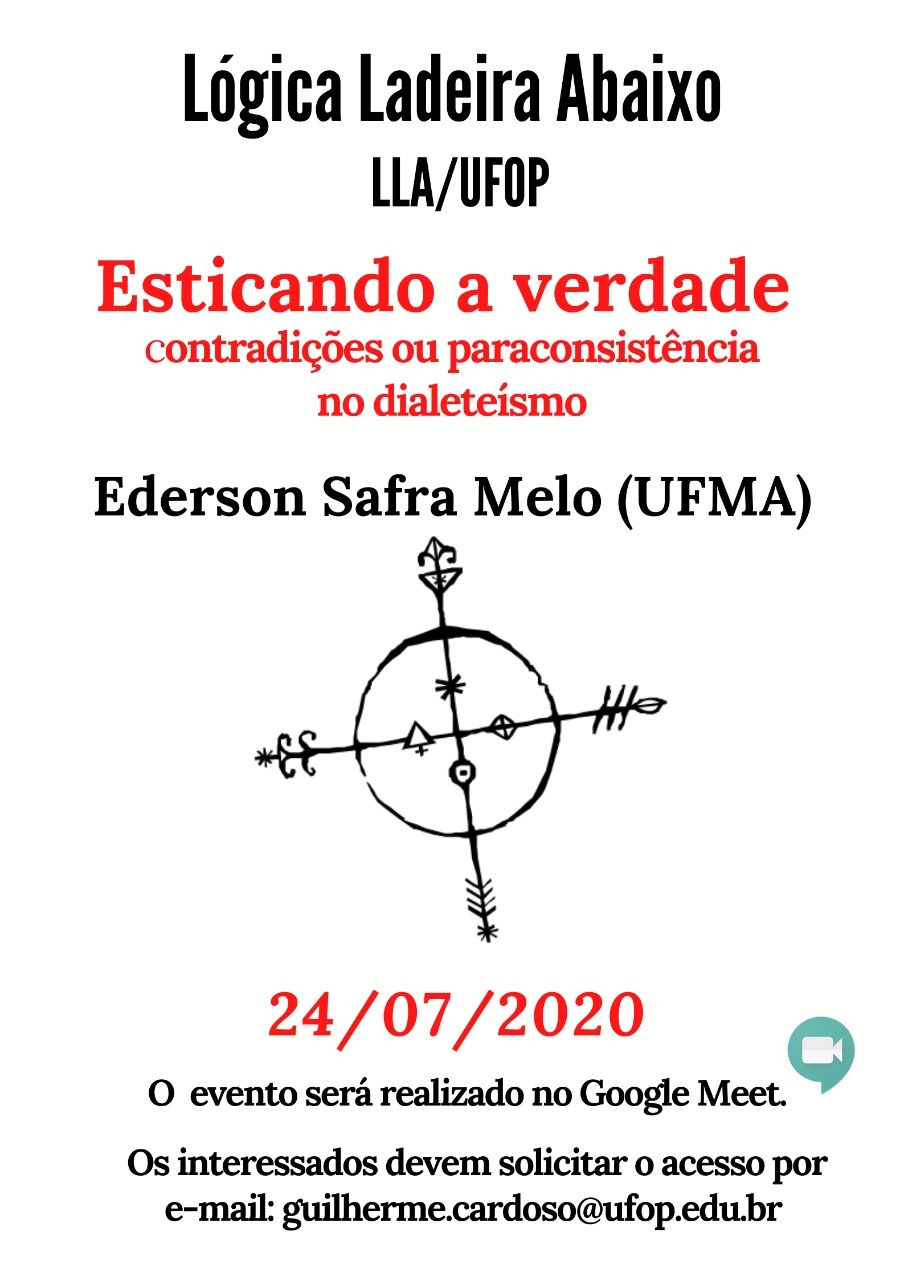 Lógica Ladeira Abaixo
LLA/UFOP
Esticando a verdade
contradições ou paraconsistência
no dialeteísmo
Ederson Safra Melo (UFMA)
24/07/2020
O evento será realizado no Google Meet.
Os interessados devem solicitar o acesso por
e-mail: guilherme.cardoso@ufop.edu.br